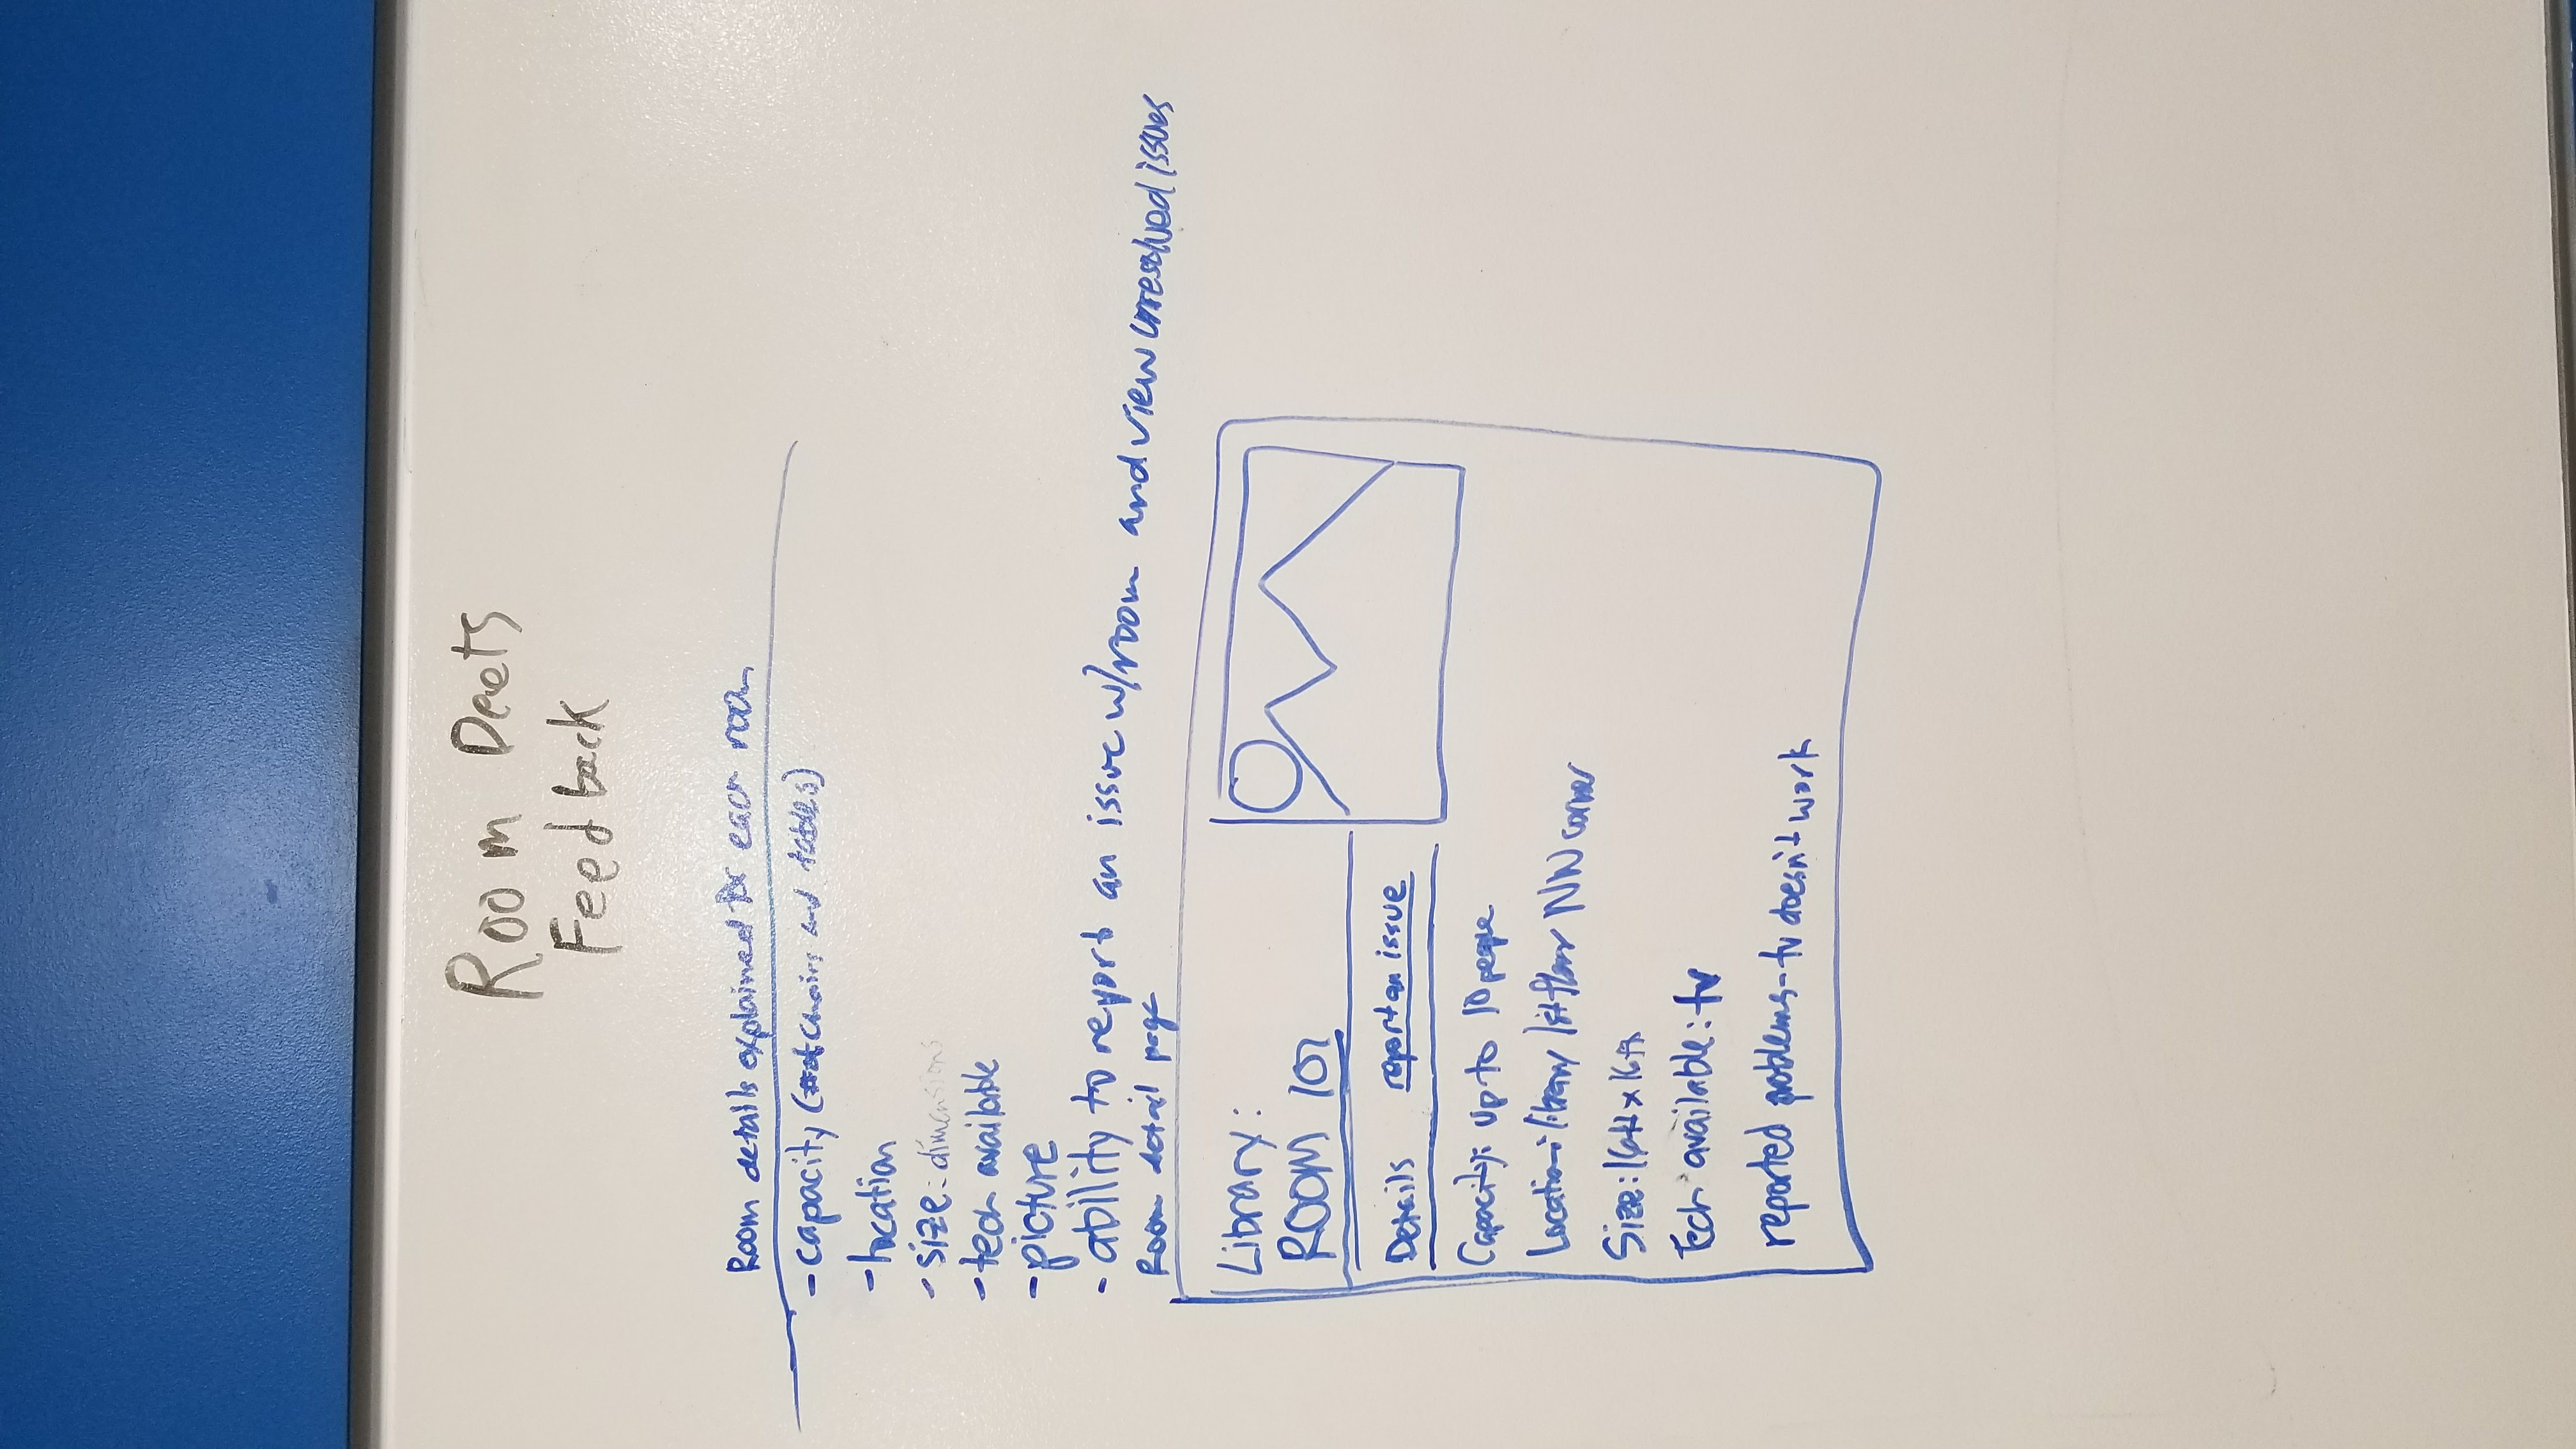 Room Deets
Feedback
Room details explained for each room
- capacity (# of chairs and tables)
- location
- size: dimensions
- tech available
- picture
- ability to report an issue w/room and view unresolved issues
Room detail page
Library:
ROOM 107
Details report an issue
Capacity: up to 10 people
Location: library 1st floor NW corner
Size: 16ft x 16ft
Tech available: tv
reported problems - tv doesn't work